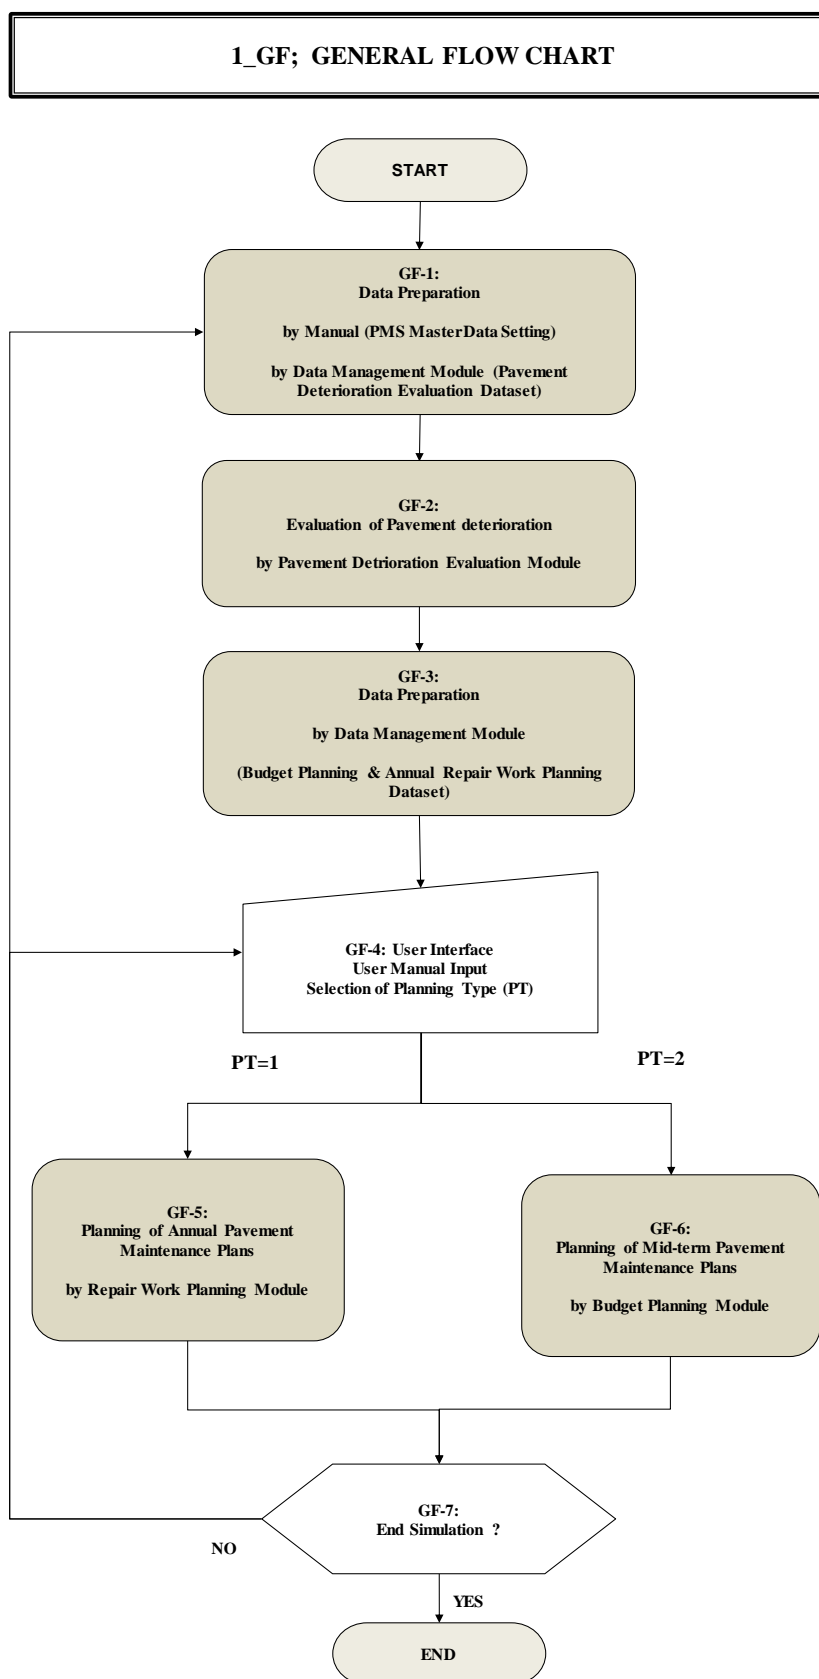 1_GF; GENERAL FLOW CHART
START
GF-1:
Data Preparation
by Manual (PMS Master Data Setting)
by Data Management Module (Pavement
Deterioration Evaluation Dataset)
GF-2:
Evaluation of Pavement deterioration
by Pavement Detrioration Evaluation Module
GF-3:
Data Preparation
by Data Management Module
(Budget Planning & Annual Repair Work Planning
Dataset)
GF-4: User Interface
User Manual Input
Selection of Planning Type (PT)
PT=1
PT=2
GF-5:
Planning of Annual Pavement
Maintenance Plans
by Repair Work Planning Module
GF-6:
Planning of Mid-term Pavement
Maintenance Plans
by Budget Planning Module
GF-7:
End Simulation ?
NO
YES
END